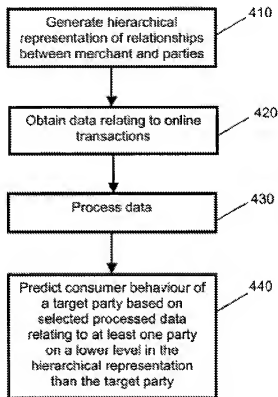 Generate hierarchical
representation of relationships
between merchant and parties
410
Obtain data relating to online
transactions
420
Process data
430
Predict consumer behaviour of
a target party based on
selected processed data
relating to at least one party
on a lower level in the
hierarchical representation
than the target party
440